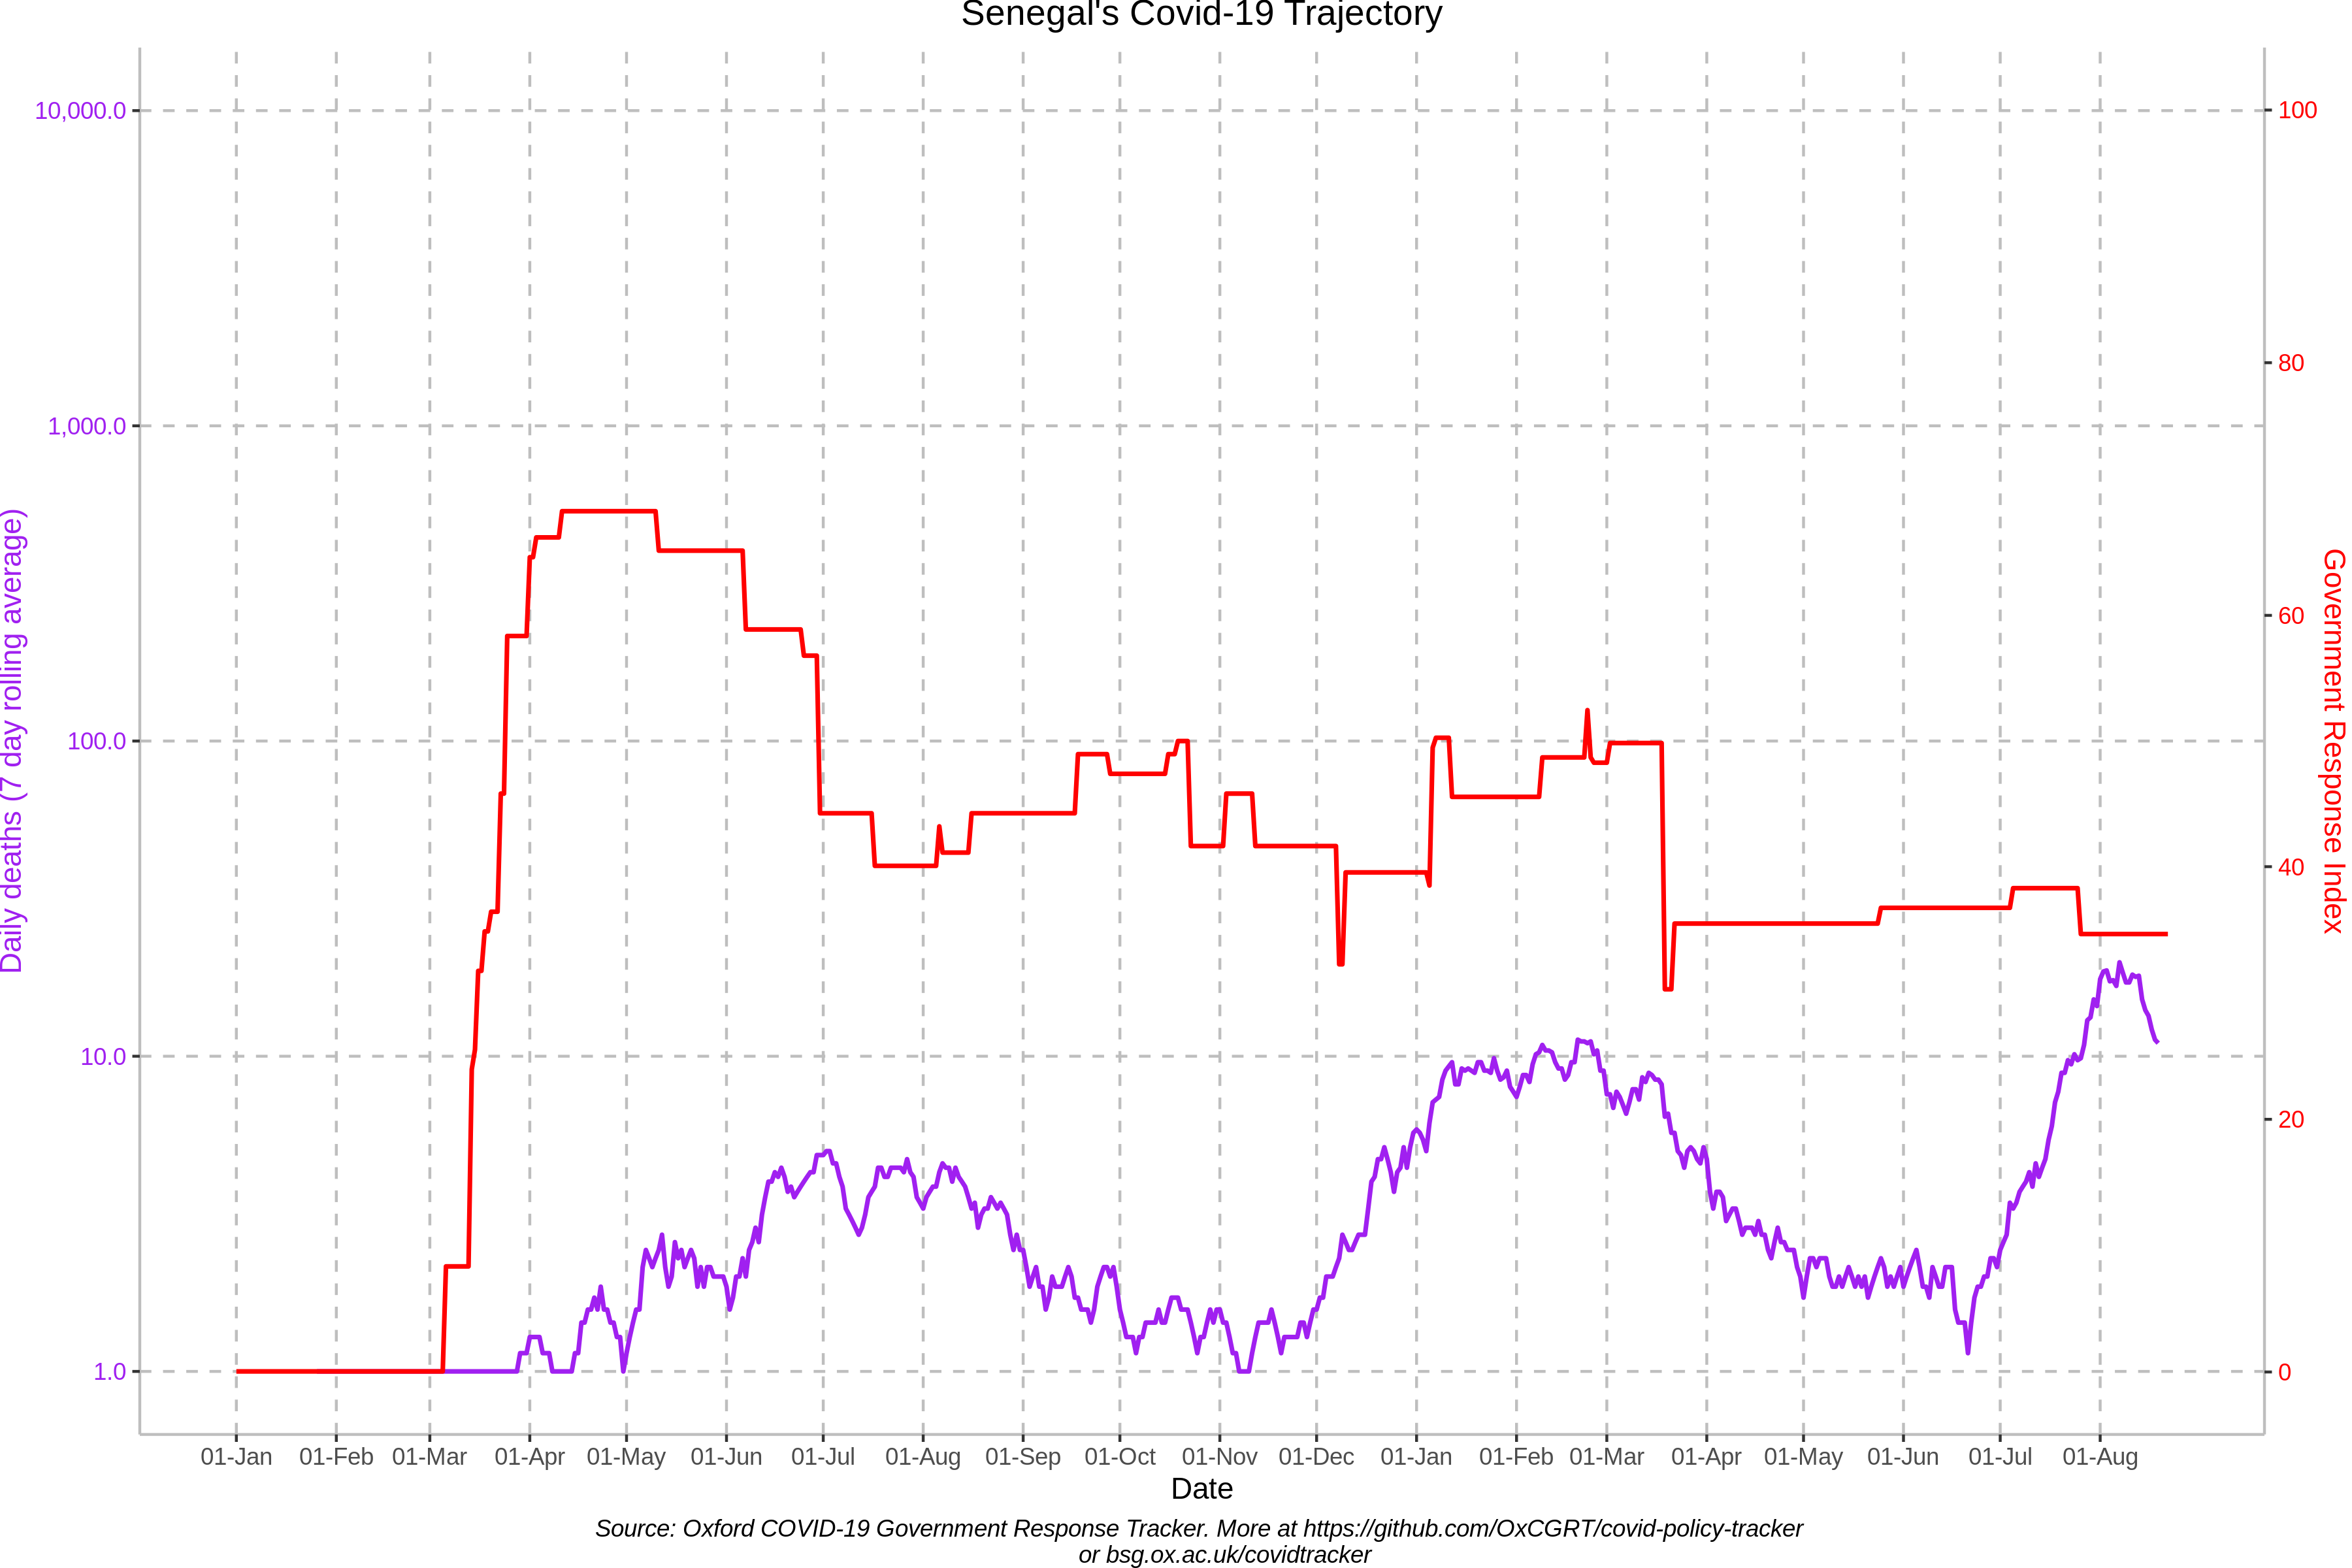 Senegal's Covid-19 Trajectory
Daily deaths (7 day rolling average)
10,000.0
1,000.0
100.0
10.0
1.0
100
80
60
40
20
0
Government Response Index
01-Jan 01-Feb 01-Mar 01-Apr 01-May 01-Jun 01-Jul 01-Aug 01-Sep 01-Oct 01-Nov 01-Dec 01-Jan 01-Feb 01-Mar 01-Apr 01-May 01-Jun 01-Jul 01-Aug
Date
Source: Oxford COVID-19 Government Response Tracker. More at https://github.com/OxCGRT/covid-policy-tracker
or bsg.ox.ac.uk/covidtracker